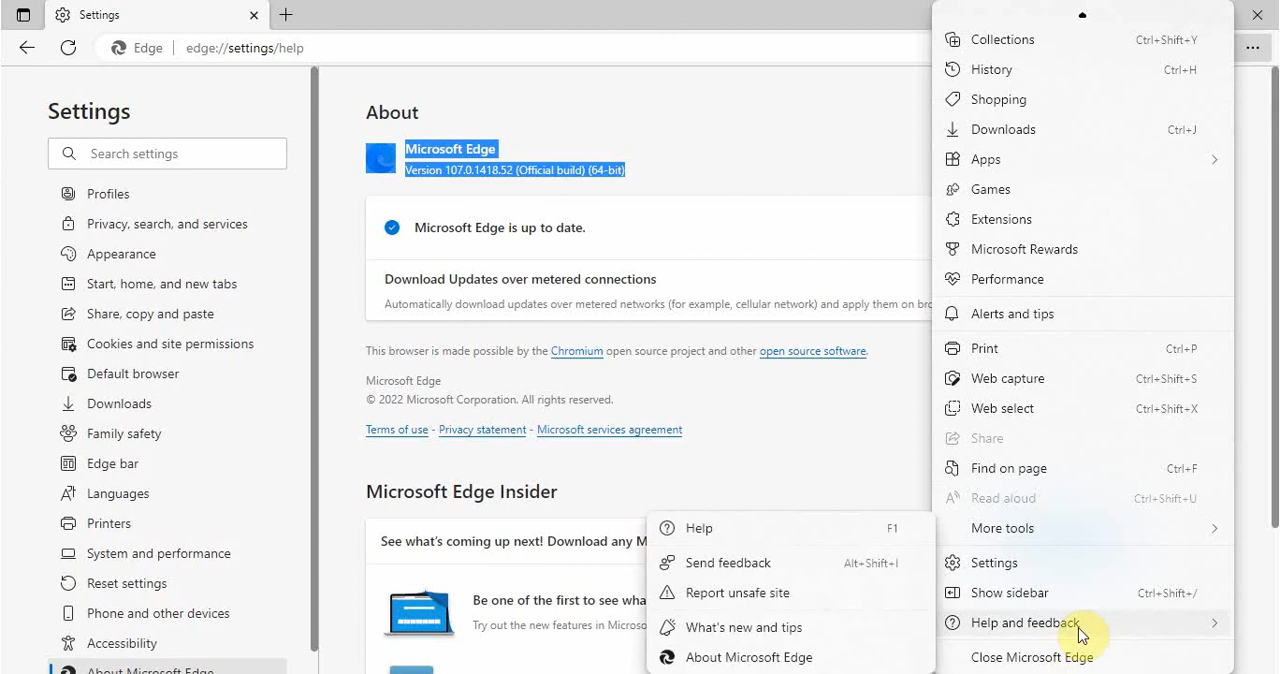 Settings
Edge
edge://settings/help
Settings
Search settings
Profiles
Privacy, search, and services
Appearance
Start, home, and new tabs
Share, copy and paste
Cookies and site permissions
Default browser
Downloads
Family safety
Edge bar
Languages
Printers
System and performance
Reset settings
Phone and other devices
Accessibility
About Microsoft Edge
About
Microsoft Edge
Version 107.0.1418.52 (Official build) (64-bit)
Microsoft Edge is up to date.
Download Updates over metered connections
Automatically download updates over metered networks (for example, cellular network) and apply them on bro
This browser is made possible by the Chromium open source project and other open source software.
Microsoft Edge
© 2022 Microsoft Corporation. All rights reserved.
Terms of use - Privacy statement - Microsoft services agreement
Microsoft Edge Insider
See what's coming up next! Download any M
Be one of the first to see wha
Try out the new features in Microso
Help F1
Send feedback Alt+Shift+I
Report unsafe site
What's new and tips
About Microsoft Edge
Collections Ctrl+Shift+Y
History Ctrl+H
Shopping
Downloads Ctrl+J
Apps
Games
Extensions
Microsoft Rewards
Performance
Alerts and tips
Print Ctrl+P
Web capture Ctrl+Shift+S
Web select Ctrl+Shift+X
Share
Find on page Ctrl+F
Read aloud Ctrl+Shift+U
More tools
Settings
Show sidebar Ctrl+Shift+/
Help and feedback
Close Microsoft Edge